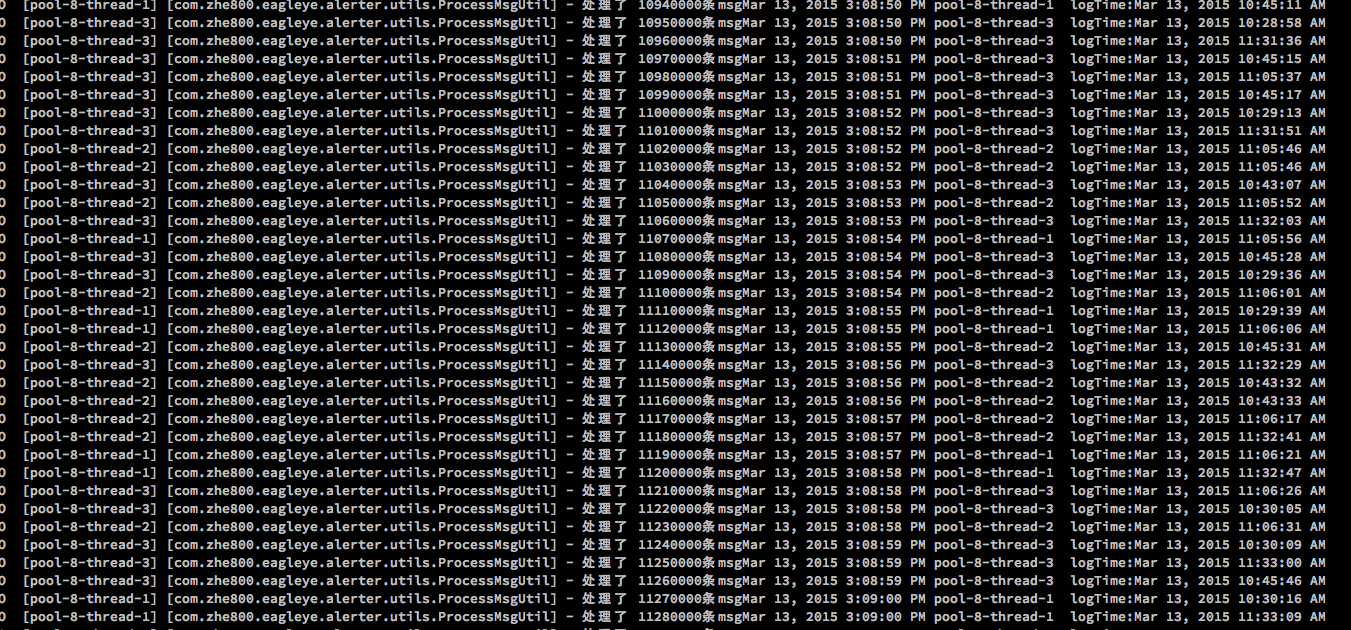 0 [pool-8-thread-1] [com.zhe800.eagleye.alerter.utils.ProcessMsgUtil] - 处理了 10940000条msgMar 13, 2015 3:08:50 PM pool-8-thread-1 logTime:Mar 13, 2015 10:45:11 AM
0 [pool-8-thread-3] [com.zhe800.eagleye.alerter.utils.ProcessMsgUtil] - 处理了 10950000条msgMar 13, 2015 3:08:50 PM pool-8-thread-3 logTime:Mar 13, 2015 10:28:58 AM
0 [pool-8-thread-3] [com.zhe800.eagleye.alerter.utils.ProcessMsgUtil] - 处理了 10960000条msgMar 13, 2015 3:08:50 PM pool-8-thread-3 logTime:Mar 13, 2015 11:31:36 AM
0 [pool-8-thread-3] [com.zhe800.eagleye.alerter.utils.ProcessMsgUtil] - 处理了 10970000条msgMar 13, 2015 3:08:51 PM pool-8-thread-3 logTime:Mar 13, 2015 10:45:15 AM
0 [pool-8-thread-3] [com.zhe800.eagleye.alerter.utils.ProcessMsgUtil] - 处理了 10980000条msgMar 13, 2015 3:08:51 PM pool-8-thread-3 logTime:Mar 13, 2015 11:05:37 AM
0 [pool-8-thread-3] [com.zhe800.eagleye.alerter.utils.ProcessMsgUtil] - 处理了 10990000条msgMar 13, 2015 3:08:51 PM pool-8-thread-3 logTime:Mar 13, 2015 10:45:17 AM
0 [pool-8-thread-3] [com.zhe800.eagleye.alerter.utils.ProcessMsgUtil] - 处理了 11000000条msgMar 13, 2015 3:08:52 PM pool-8-thread-3 logTime:Mar 13, 2015 10:29:13 AM
0 [pool-8-thread-3] [com.zhe800.eagleye.alerter.utils.ProcessMsgUtil] - 处理了 11010000条msgMar 13, 2015 3:08:52 PM pool-8-thread-3 logTime:Mar 13, 2015 11:31:51 AM
0 [pool-8-thread-2] [com.zhe800.eagleye.alerter.utils.ProcessMsgUtil] - 处理了 11020000条msgMar 13, 2015 3:08:52 PM pool-8-thread-2 logTime:Mar 13, 2015 11:05:46 AM
0 [pool-8-thread-2] [com.zhe800.eagleye.alerter.utils.ProcessMsgUtil] - 处理了 11030000条msgMar 13, 2015 3:08:52 PM pool-8-thread-2 logTime:Mar 13, 2015 11:05:46 AM
0 [pool-8-thread-3] [com.zhe800.eagleye.alerter.utils.ProcessMsgUtil] - 处理了 11040000条msgMar 13, 2015 3:08:53 PM pool-8-thread-3 logTime:Mar 13, 2015 10:43:07 AM
0 [pool-8-thread-2] [com.zhe800.eagleye.alerter.utils.ProcessMsgUtil] - 处理了 11050000条msgMar 13, 2015 3:08:53 PM pool-8-thread-2 logTime:Mar 13, 2015 11:05:52 AM
0 [pool-8-thread-3] [com.zhe800.eagleye.alerter.utils.ProcessMsgUtil] - 处理了 11060000条msgMar 13, 2015 3:08:53 PM pool-8-thread-3 logTime:Mar 13, 2015 11:32:03 AM
0 [pool-8-thread-1] [com.zhe800.eagleye.alerter.utils.ProcessMsgUtil] - 处理了 11070000条msgMar 13, 2015 3:08:54 PM pool-8-thread-1 logTime:Mar 13, 2015 11:05:56 AM
0 [pool-8-thread-3] [com.zhe800.eagleye.alerter.utils.ProcessMsgUtil] - 处理了 11080000条msgMar 13, 2015 3:08:54 PM pool-8-thread-3 logTime:Mar 13, 2015 10:45:28 AM
0 [pool-8-thread-3] [com.zhe800.eagleye.alerter.utils.ProcessMsgUtil] - 处理了 11090000条msgMar 13, 2015 3:08:54 PM pool-8-thread-3 logTime:Mar 13, 2015 10:29:36 AM
0 [pool-8-thread-2] [com.zhe800.eagleye.alerter.utils.ProcessMsgUtil] - 处理了 11100000条msgMar 13, 2015 3:08:54 PM pool-8-thread-2 logTime:Mar 13, 2015 11:06:01 AM
0 [pool-8-thread-1] [com.zhe800.eagleye.alerter.utils.ProcessMsgUtil] - 处理了 11110000条msgMar 13, 2015 3:08:55 PM pool-8-thread-1 logTime:Mar 13, 2015 10:29:39 AM
0 [pool-8-thread-1] [com.zhe800.eagleye.alerter.utils.ProcessMsgUtil] - 处理了 11120000条msgMar 13, 2015 3:08:55 PM pool-8-thread-1 logTime:Mar 13, 2015 11:06:06 AM
0 [pool-8-thread-2] [com.zhe800.eagleye.alerter.utils.ProcessMsgUtil] - 处理了 11130000条msgMar 13, 2015 3:08:55 PM pool-8-thread-2 logTime:Mar 13, 2015 10:45:31 AM
0 [pool-8-thread-3] [com.zhe800.eagleye.alerter.utils.ProcessMsgUtil] - 处理了 11140000条msgMar 13, 2015 3:08:56 PM pool-8-thread-3 logTime:Mar 13, 2015 11:32:29 AM
0 [pool-8-thread-2] [com.zhe800.eagleye.alerter.utils.ProcessMsgUtil] - 处理了 11150000条msgMar 13, 2015 3:08:56 PM pool-8-thread-2 logTime:Mar 13, 2015 10:43:32 AM
0 [pool-8-thread-2] [com.zhe800.eagleye.alerter.utils.ProcessMsgUtil] - 处理了 11160000条msgMar 13, 2015 3:08:56 PM pool-8-thread-2 logTime:Mar 13, 2015 10:43:33 AM
0 [pool-8-thread-2] [com.zhe800.eagleye.alerter.utils.ProcessMsgUtil] - 处理了 11170000条msgMar 13, 2015 3:08:57 PM pool-8-thread-2 logTime:Mar 13, 2015 11:06:17 AM
0 [pool-8-thread-2] [com.zhe800.eagleye.alerter.utils.ProcessMsgUtil] - 处理了 11180000条msgMar 13, 2015 3:08:57 PM pool-8-thread-2 logTime:Mar 13, 2015 11:32:41 AM
0 [pool-8-thread-1] [com.zhe800.eagleye.alerter.utils.ProcessMsgUtil] - 处理了 11190000条msgMar 13, 2015 3:08:57 PM pool-8-thread-1 logTime:Mar 13, 2015 11:06:21 AM
0 [pool-8-thread-1] [com.zhe800.eagleye.alerter.utils.ProcessMsgUtil] - 处理了 11200000条msgMar 13, 2015 3:08:58 PM pool-8-thread-1 logTime:Mar 13, 2015 11:32:47 AM
0 [pool-8-thread-3] [com.zhe800.eagleye.alerter.utils.ProcessMsgUtil] - 处理了 11210000条msgMar 13, 2015 3:08:58 PM pool-8-thread-3 logTime:Mar 13, 2015 11:06:26 AM
0 [pool-8-thread-3] [com.zhe800.eagleye.alerter.utils.ProcessMsgUtil] - 处理了 11220000条msgMar 13, 2015 3:08:58 PM pool-8-thread-3 logTime:Mar 13, 2015 10:30:05 AM
0 [pool-8-thread-2] [com.zhe800.eagleye.alerter.utils.ProcessMsgUtil] - 处理了 11230000条msgMar 13, 2015 3:08:58 PM pool-8-thread-2 logTime:Mar 13, 2015 11:06:31 AM
0 [pool-8-thread-3] [com.zhe800.eagleye.alerter.utils.ProcessMsgUtil] - 处理了 11240000条msgMar 13, 2015 3:08:59 PM pool-8-thread-3 logTime:Mar 13, 2015 10:30:09 AM
0 [pool-8-thread-3] [com.zhe800.eagleye.alerter.utils.ProcessMsgUtil] - 处理了 11250000条msgMar 13, 2015 3:08:59 PM pool-8-thread-3 logTime:Mar 13, 2015 11:33:00 AM
0 [pool-8-thread-3] [com.zhe800.eagleye.alerter.utils.ProcessMsgUtil] - 处理了 11260000条msgMar 13, 2015 3:08:59 PM pool-8-thread-3 logTime:Mar 13, 2015 10:45:46 AM
0 [pool-8-thread-1] [com.zhe800.eagleye.alerter.utils.ProcessMsgUtil] - 处理了 11270000条msgMar 13, 2015 3:09:00 PM pool-8-thread-1 logTime:Mar 13, 2015 10:30:16 AM
0 [pool-8-thread-1] [com.zhe800.eagleye.alerter.utils.ProcessMsgUtil] - 处理了 11280000条msgMar 13, 2015 3:09:00 PM pool-8-thread-1 logTime:Mar 13, 2015 11:33:09 AM